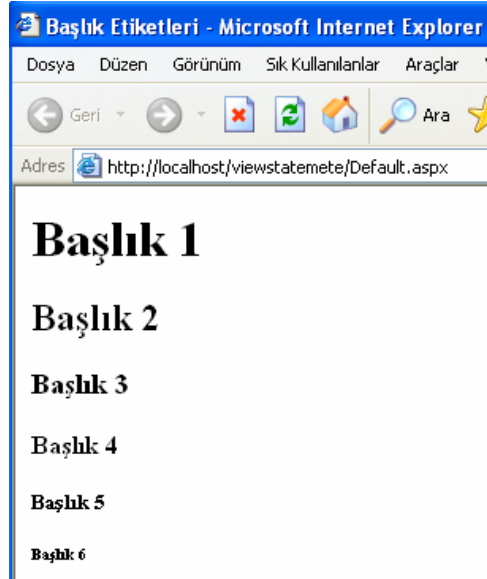 Başlık Etiketleri - Microsoft Internet Explorer
Dosya Düzen Görünüm Sık Kullanılanlar Araçlar
Geri Ara
Adres http://localhost/viewstatemete/Default.aspx
Başlık 1
Başlık 2
Başlık 3
Başlık 4
Başlık 5
Başlık 6